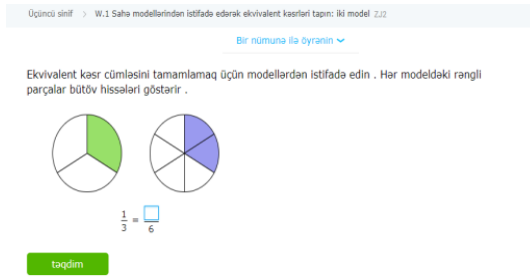 Üçüncü sinif > W.1 Sahə modellərindən istifadə edərək ekvivalent kəsrləri tapın: iki model ZJ2
Bir nümunə ilə öyrənin
Ekvivalent kəsr cümləsini tamamlamaq üçün modellərdən istifadə edin . Hər modeldəki rəngli
parçalar bütöv hissələri göstərir .
1/3 = □/6
təqdim